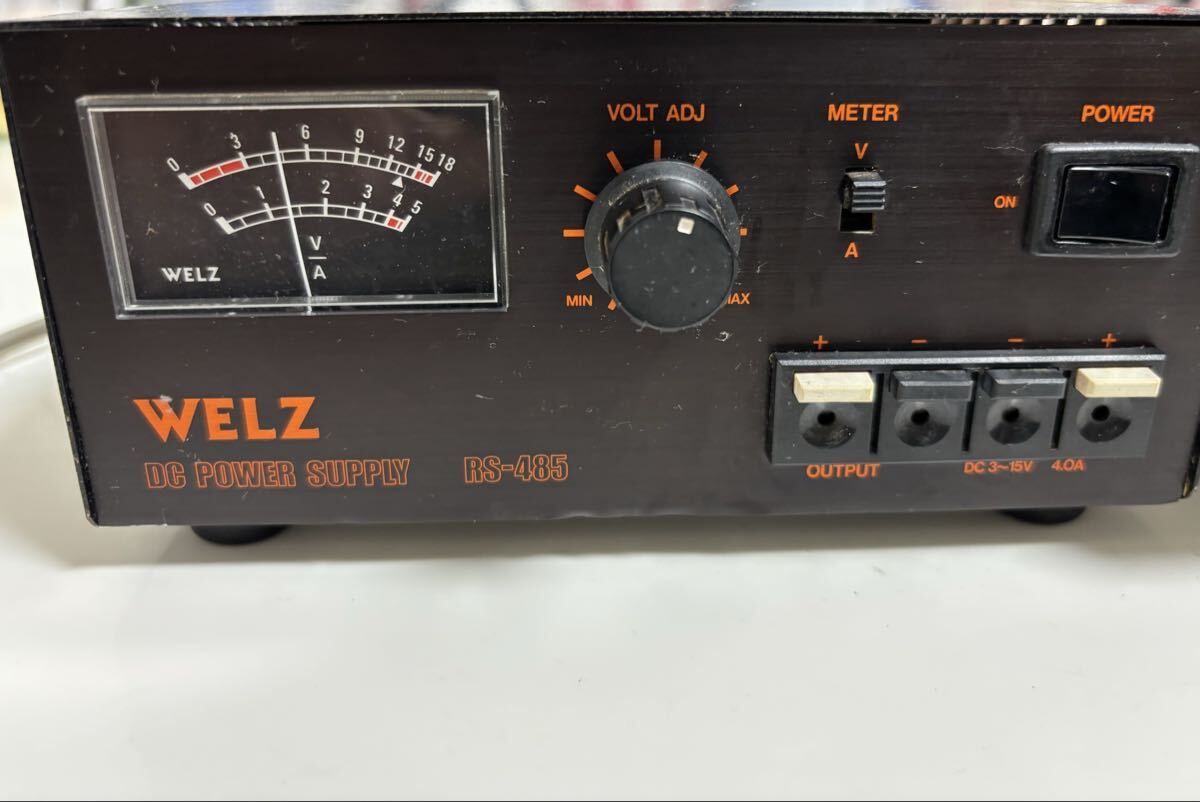 0 3 6 9 12 15 18
0 1 2 3 4 5
V
A
WELZ
VOLT ADJ
MIN
METER
V
A
POWER
ON
+ − − +
OUTPUT DC 3~15V 4.0A
WELZ
DC POWER SUPPLY RS-485